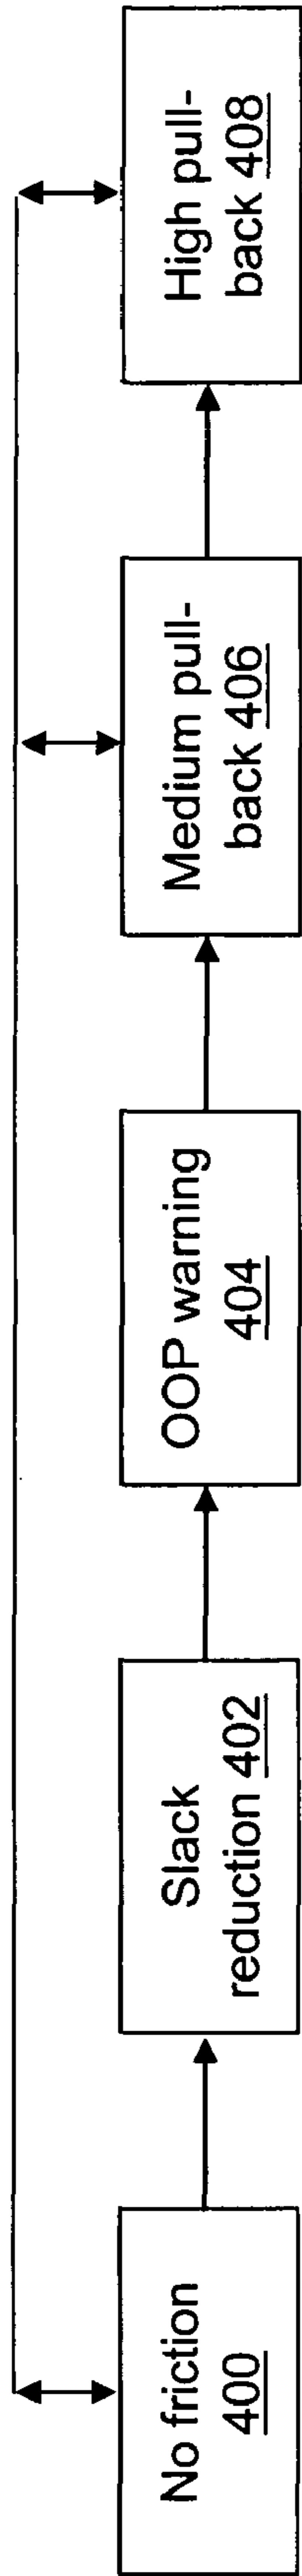 No friction
400
Slack
reduction 402
OOP warning
404
Medium pull-
back 406
High pull-
back 408